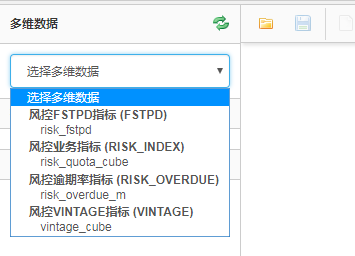 多维数据
选择多维数据
选择多维数据
风控FSTPD指标 (FSTPD)
risk_fstpd
风控业务指标 (RISK_INDEX)
risk_quota_cube
风控逾期率指标 (RISK_OVERDUE)
risk_overdue_m
风控VINTAGE指标 (VINTAGE)
vintage_cube